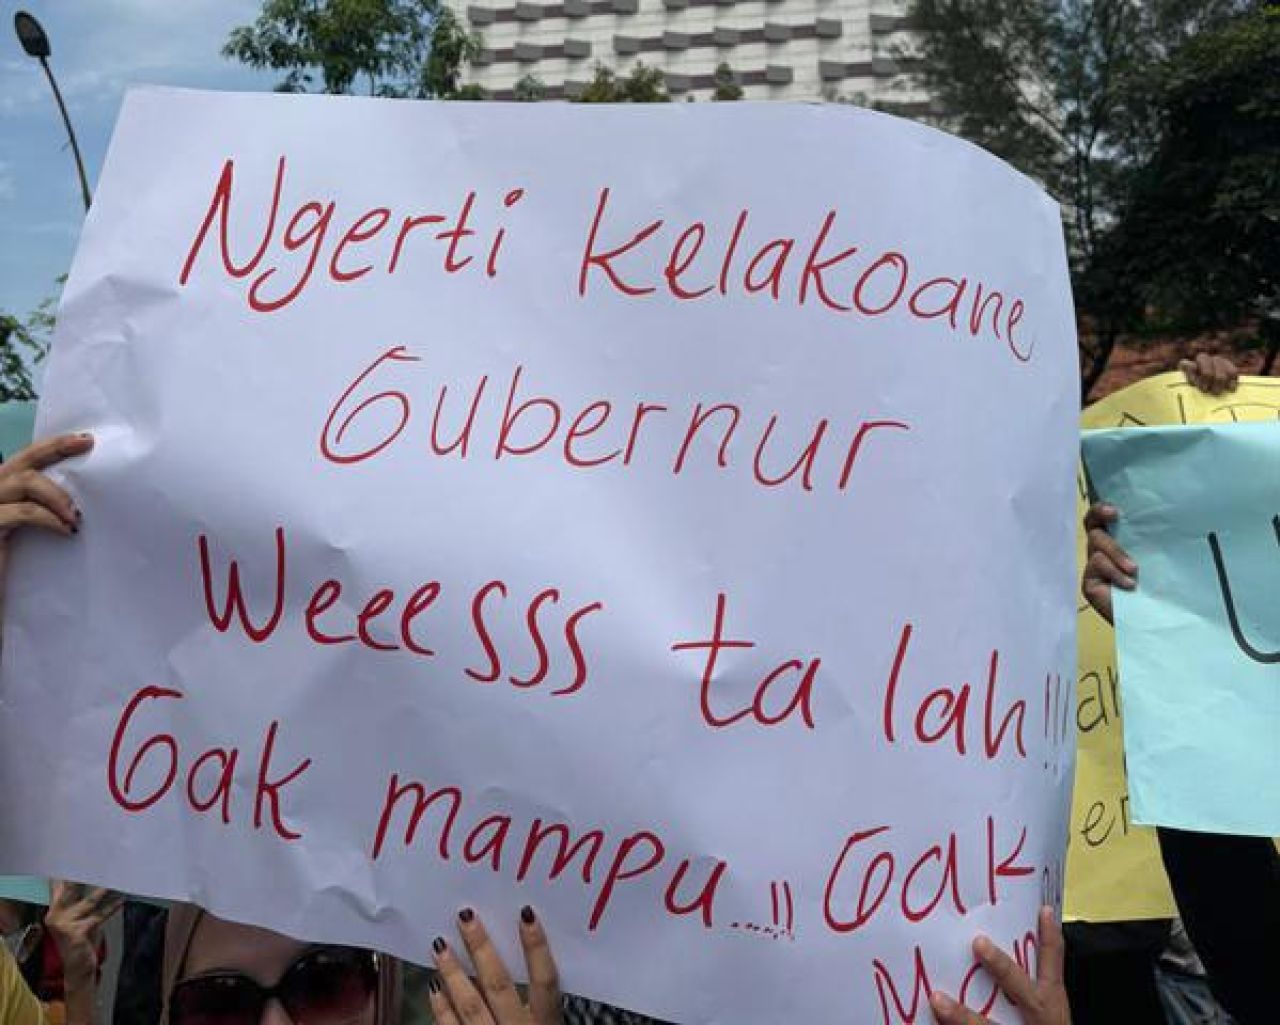 Ngerti Kelakoane
Gubernur
Weeesss ta lah!!!
Gak mampu...!! Gak